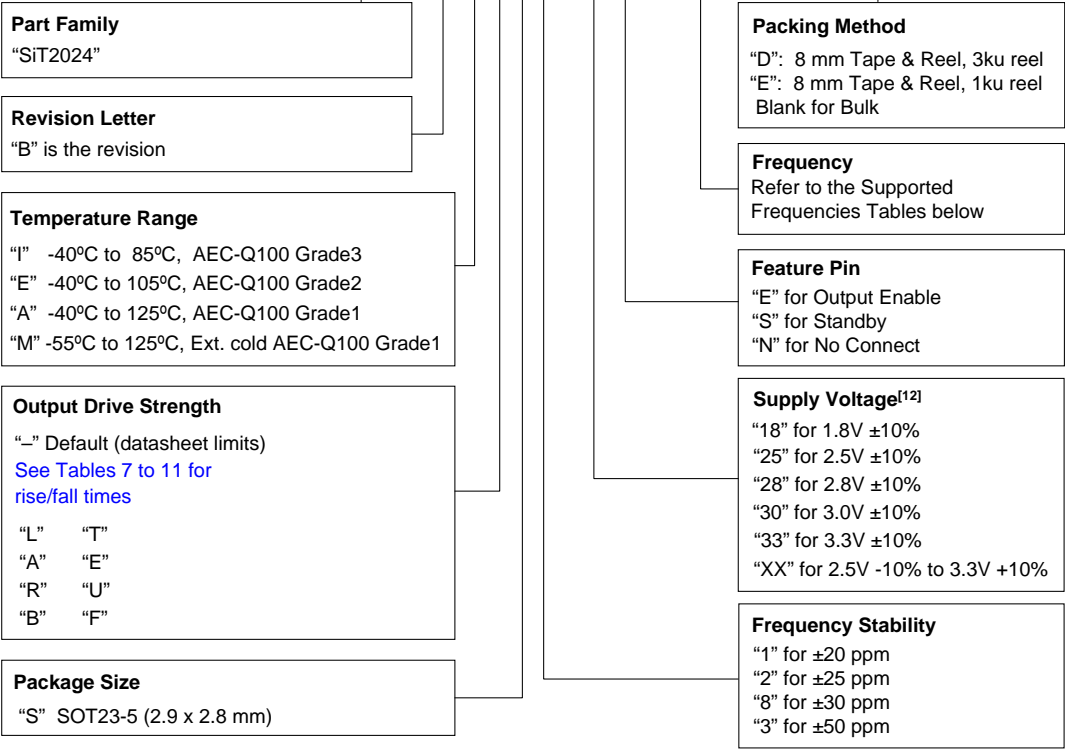 Part Family
“SiT2024”
Revision Letter
“B” is the revision
Temperature Range
“I” -40ºC to 85ºC, AEC-Q100 Grade3
“E” -40ºC to 105ºC, AEC-Q100 Grade2
“A” -40ºC to 125ºC, AEC-Q100 Grade1
“M” -55ºC to 125ºC, Ext. cold AEC-Q100 Grade1
Output Drive Strength
“–” Default (datasheet limits)
See Tables 7 to 11 for
rise/fall times
“L” “T”
“A” “E”
“R” “U”
“B” “F”
Package Size
“S” SOT23-5 (2.9 x 2.8 mm)
Packing Method
“D”: 8 mm Tape & Reel, 3ku reel
“E”: 8 mm Tape & Reel, 1ku reel
Blank for Bulk
Frequency
Refer to the Supported
Frequencies Tables below
Feature Pin
“E” for Output Enable
“S” for Standby
“N” for No Connect
Supply Voltage[12]
“18” for 1.8V ±10%
“25” for 2.5V ±10%
“28” for 2.8V ±10%
“30” for 3.0V ±10%
“33” for 3.3V ±10%
“XX” for 2.5V -10% to 3.3V +10%
Frequency Stability
“1” for ±20 ppm
“2” for ±25 ppm
“8” for ±30 ppm
“3” for ±50 ppm